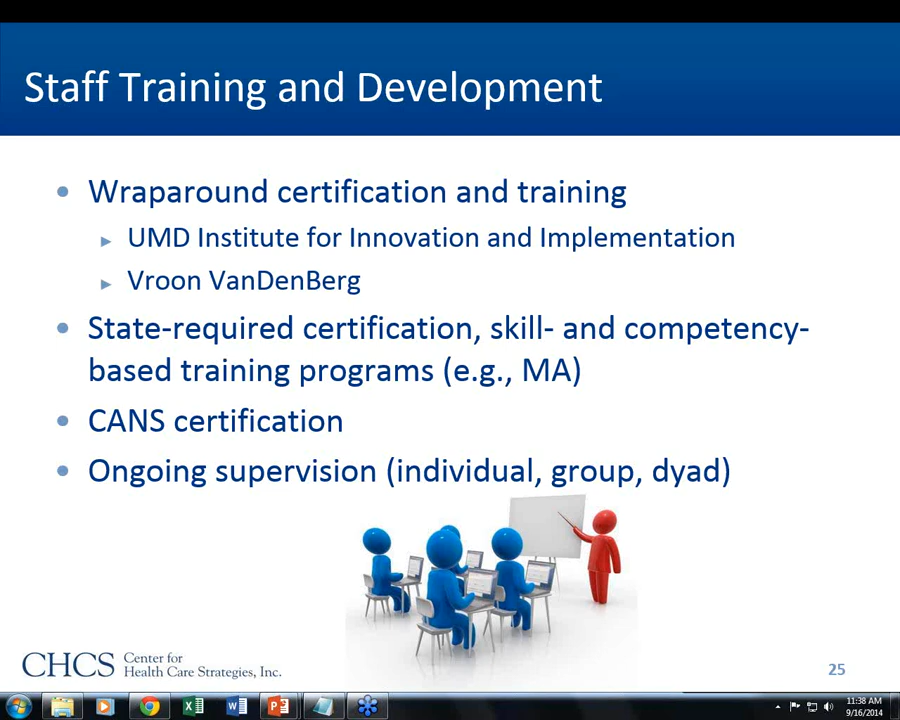 Staff Training and Development
• Wraparound certification and training
► UMD Institute for Innovation and Implementation
► Vroon VanDenBerg
• State-required certification, skill- and competency-
based training programs (e.g., MA)
• CANS certification
• Ongoing supervision (individual, group, dyad)
CHCS Center for
Health Care Strategies, Inc.
25
11:38 AM
9/16/2014